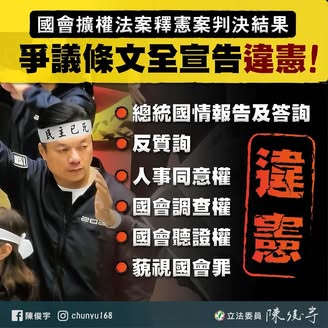 國會擴權法案釋憲案判決結果
爭議條文全宣告違憲!
民主已死
總統國情報告及答詢
反質詢
人事同意權
國會調查權
國會聽證權
藐視國會罪
違憲
陳俊宇 chunyu168
立法委員 陳俊宇